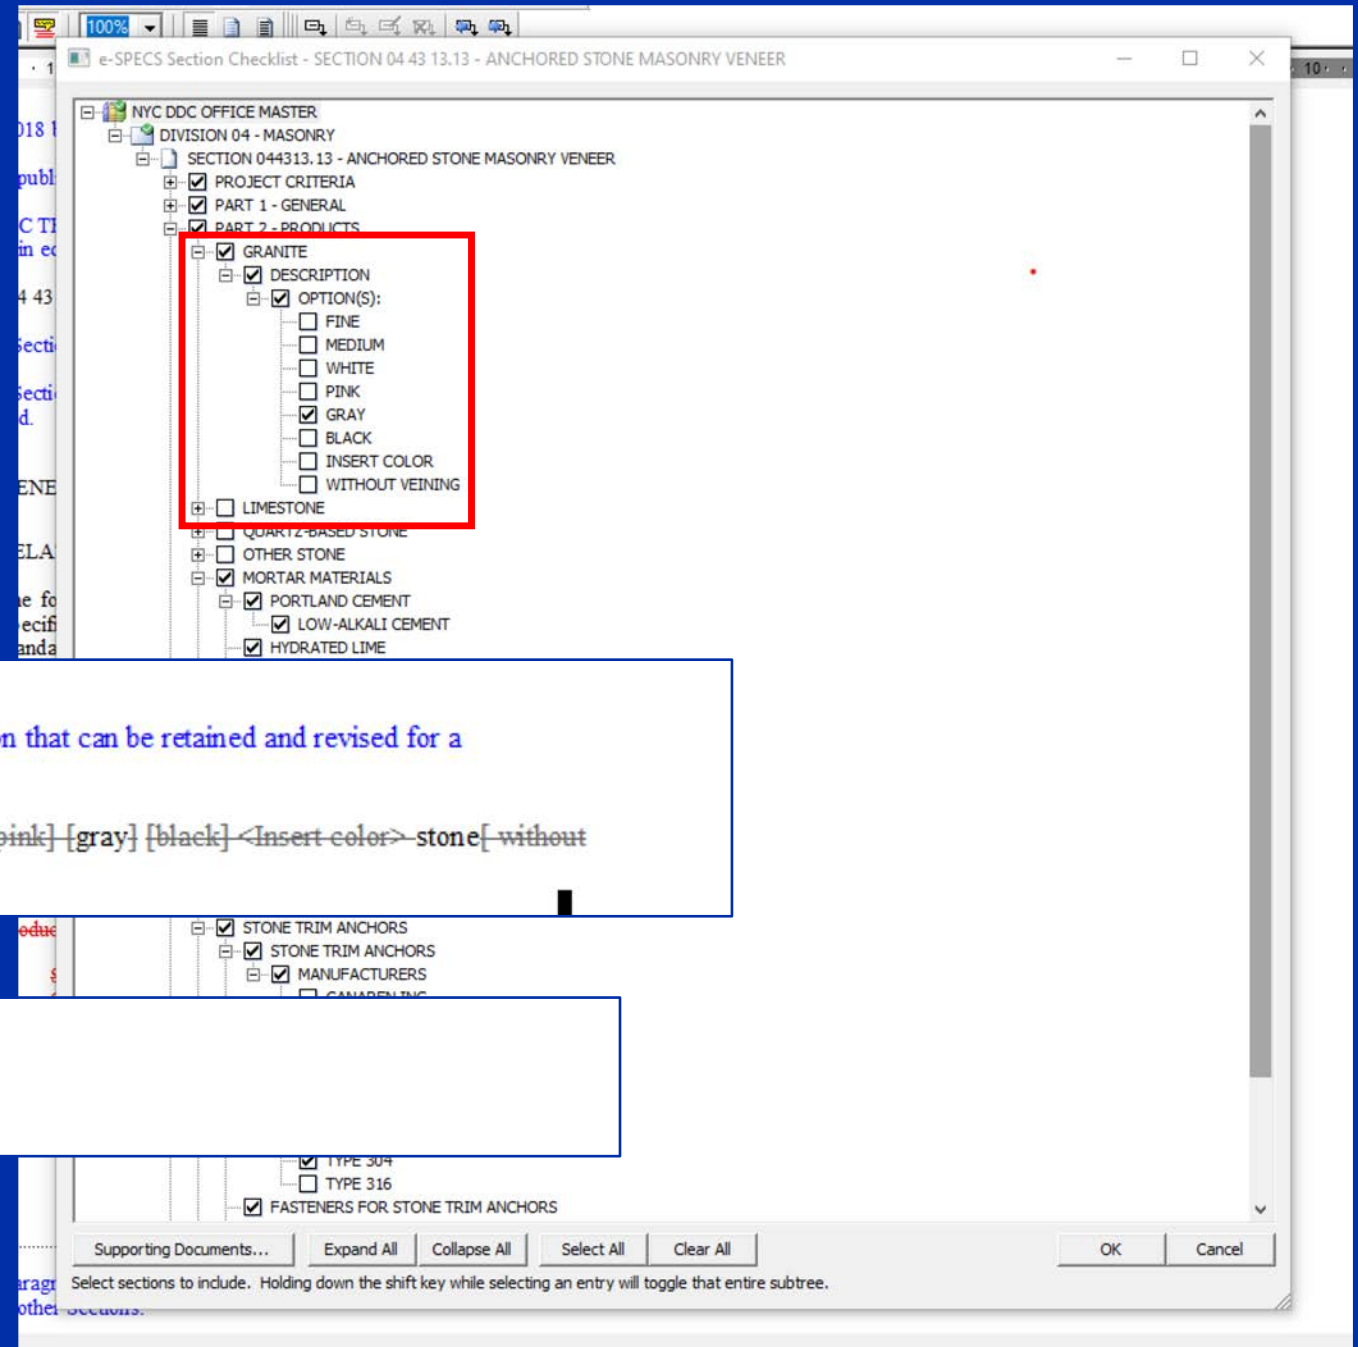 100%
e-SPECS Section Checklist - SECTION 04 43 13.13 - ANCHORED STONE MASONRY VENEER
10
NYC DDC OFFICE MASTER
DIVISION 04 - MASONRY
SECTION 044313.13 - ANCHORED STONE MASONRY VENEER
PROJECT CRITERIA
PART 1 - GENERAL
PART 2 - PRODUCTS
GRANITE
DESCRIPTION
OPTION(S):
FINE
MEDIUM
WHITE
PINK
GRAY
BLACK
INSERT COLOR
WITHOUT VEINING
LIMESTONE
QUARTZ-BASED STONE
OTHER STONE
MORTAR MATERIALS
PORTLAND CEMENT
LOW-ALKALI CEMENT
HYDRATED LIME
that can be retained and revised for a
pink] [gray] [black] <Insert color> stone[ without
STONE TRIM ANCHORS
STONE TRIM ANCHORS
MANUFACTURERS
TYPE 304
TYPE 316
FASTENERS FOR STONE TRIM ANCHORS
Supporting Documents... Expand All Collapse All Select All Clear All OK Cancel
Select sections to include. Holding down the shift key while selecting an entry will toggle that entire subtree.